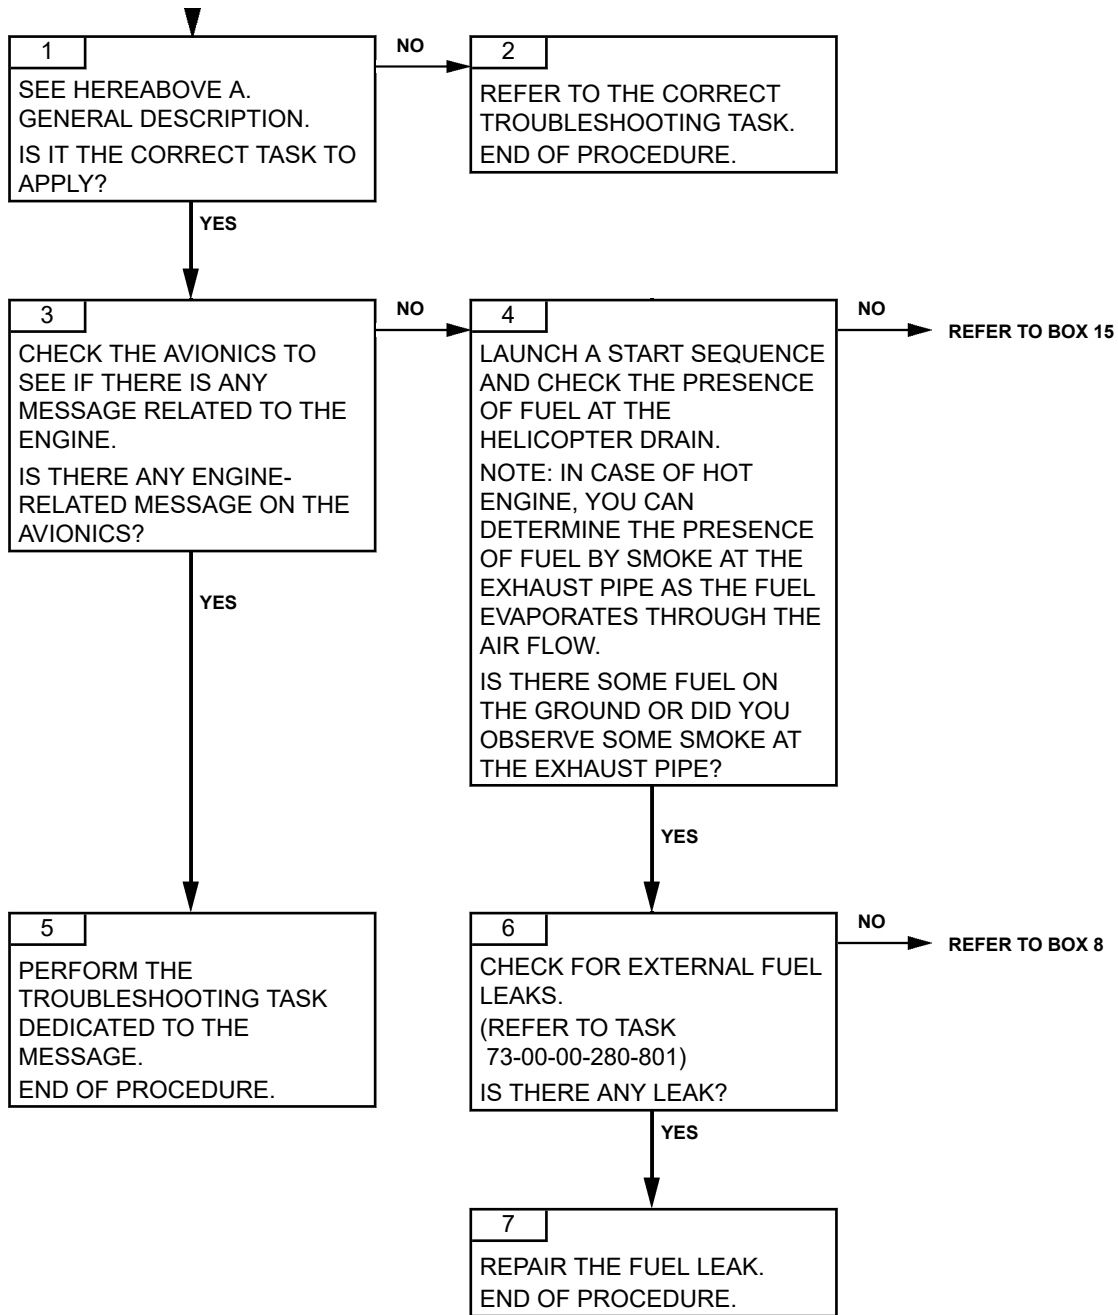 1
SEE HEREABOVE A.
GENERAL DESCRIPTION.
IS IT THE CORRECT TASK TO
APPLY?
NO
2
REFER TO THE CORRECT
TROUBLESHOOTING TASK.
END OF PROCEDURE.
YES
3
CHECK THE AVIONICS TO
SEE IF THERE IS ANY
MESSAGE RELATED TO THE
ENGINE.
IS THERE ANY ENGINE-
RELATED MESSAGE ON THE
AVIONICS?
NO
4
LAUNCH A START SEQUENCE
AND CHECK THE PRESENCE
OF FUEL AT THE
HELICOPTER DRAIN.
NOTE: IN CASE OF HOT
ENGINE, YOU CAN
DETERMINE THE PRESENCE
OF FUEL BY SMOKE AT THE
EXHAUST PIPE AS THE FUEL
EVAPORATES THROUGH THE
AIR FLOW.
IS THERE SOME FUEL ON
THE GROUND OR DID YOU
OBSERVE SOME SMOKE AT
THE EXHAUST PIPE?
NO
REFER TO BOX 15
YES
YES
5
PERFORM THE
TROUBLESHOOTING TASK
DEDICATED TO THE
MESSAGE.
END OF PROCEDURE.
6
CHECK FOR EXTERNAL FUEL
LEAKS.
(REFER TO TASK
73-00-00-280-801)
IS THERE ANY LEAK?
NO
REFER TO BOX 8
YES
7
REPAIR THE FUEL LEAK.
END OF PROCEDURE.